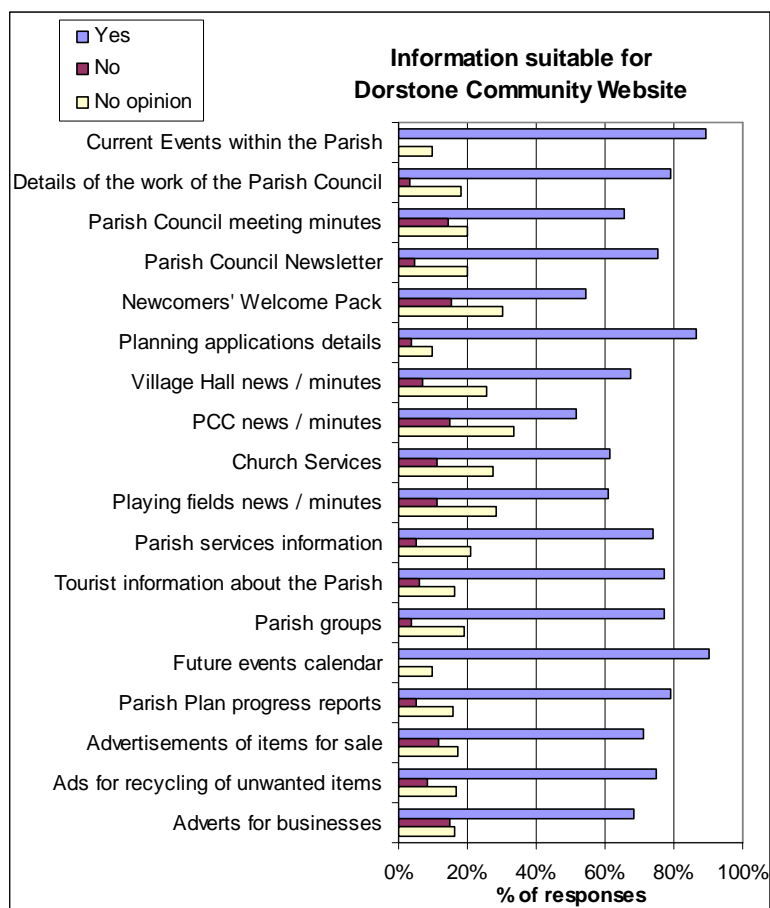 Yes
No
No opinion
Information suitable for
Dorstone Community Website
Current Events within the Parish
Details of the work of the Parish Council
Parish Council meeting minutes
Parish Council Newsletter
Newcomers' Welcome Pack
Planning applications details
Village Hall news / minutes
PCC news / minutes
Church Services
Playing fields news / minutes
Parish services information
Tourist information about the Parish
Parish groups
Future events calendar
Parish Plan progress reports
Advertisements of items for sale
Ads for recycling of unwanted items
Adverts for businesses
0% 20% 40% 60% 80% 100%
% of responses